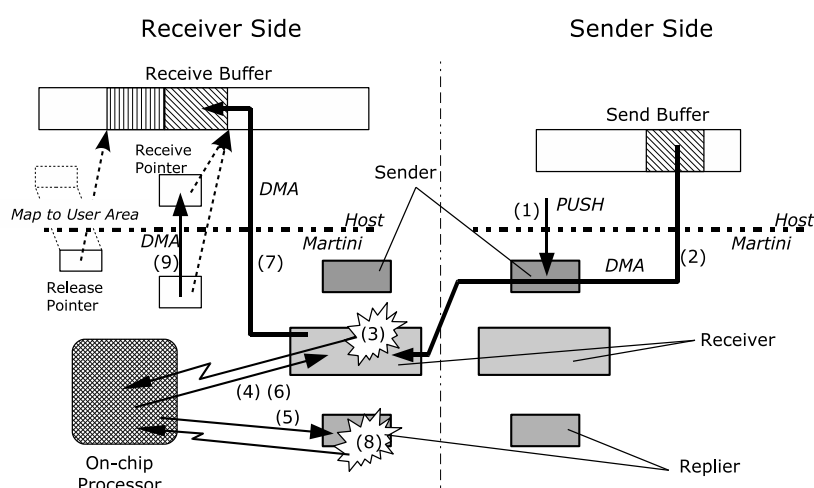 Receiver Side
Sender Side
Receive Buffer
Send Buffer
Receive
Pointer
Sender
DMA
(1)
PUSH
Map to User Area
Host
Host
DMA
Martini
Martini
(9)
(7)
DMA
(2)
Release
Pointer
(3)
Receiver
(4) (6)
(5)
(8)
On-chip
Processor
Replier